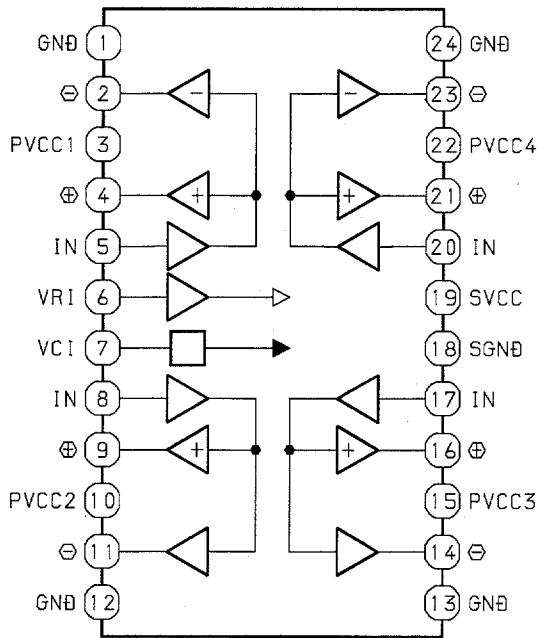 GND 1 24 GND
⊖ 2 − − 23 ⊖
PVCC1 3 22 PVCC4
⊕ 4 + + 21 ⊕
IN 5 20 IN
VRI 6 19 SVCC
VCI 7 18 SGND
IN 8 17 IN
⊕ 9 + + 16 ⊕
PVCC2 10 15 PVCC3
⊖ 11 14 ⊖
GND 12 13 GND